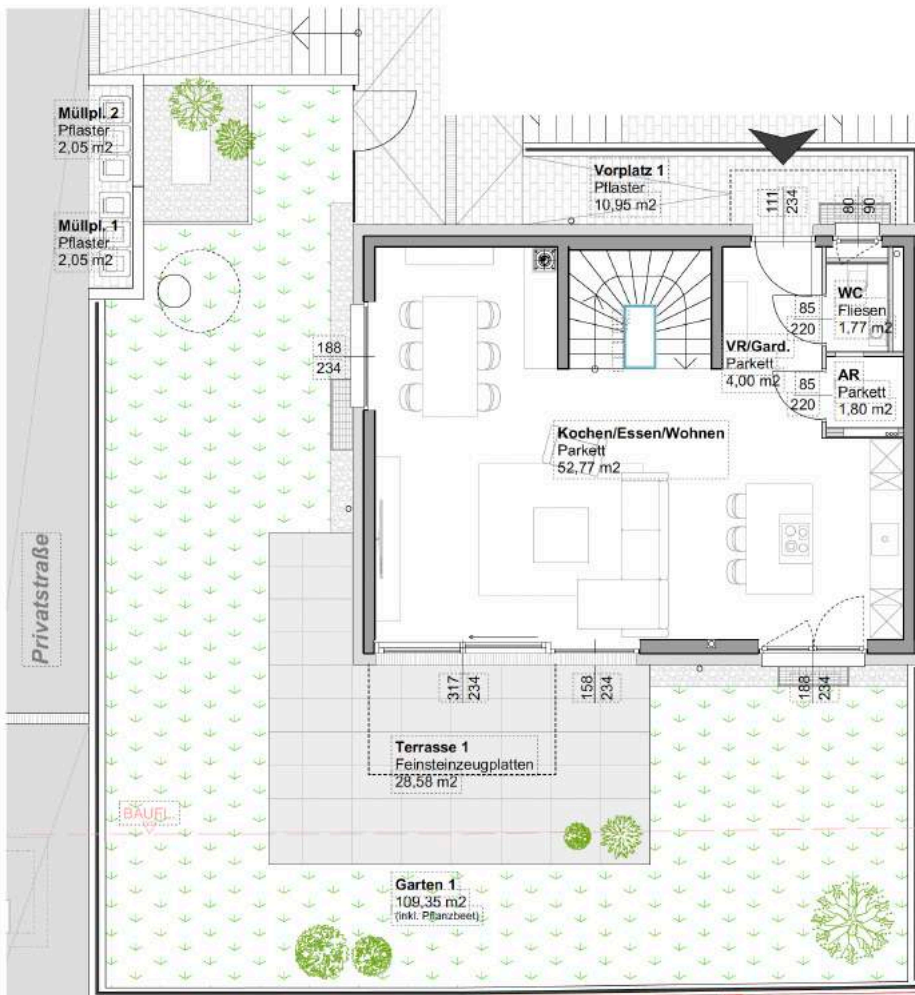 Müllpl. 2
Pflaster
2,05 m2
Müllpl. 1
Pflaster
2,05 m2
Vorplatz 1
Pflaster
10,95 m2
111
234
80
90
WC
Fliesen
1,77 m2
85
220
VR/Gard.
Parkett
4,00 m2
AR
Parkett
1,80 m2
85
220
188
234
Kochen/Essen/Wohnen
Parkett
52,77 m2
Privatstraße
317
234
158
234
188
234
Terrasse 1
Feinsteinzeugplatten
28,58 m2
BAUFL.
Garten 1
109,35 m2
(inkl. Pflanzbeet)